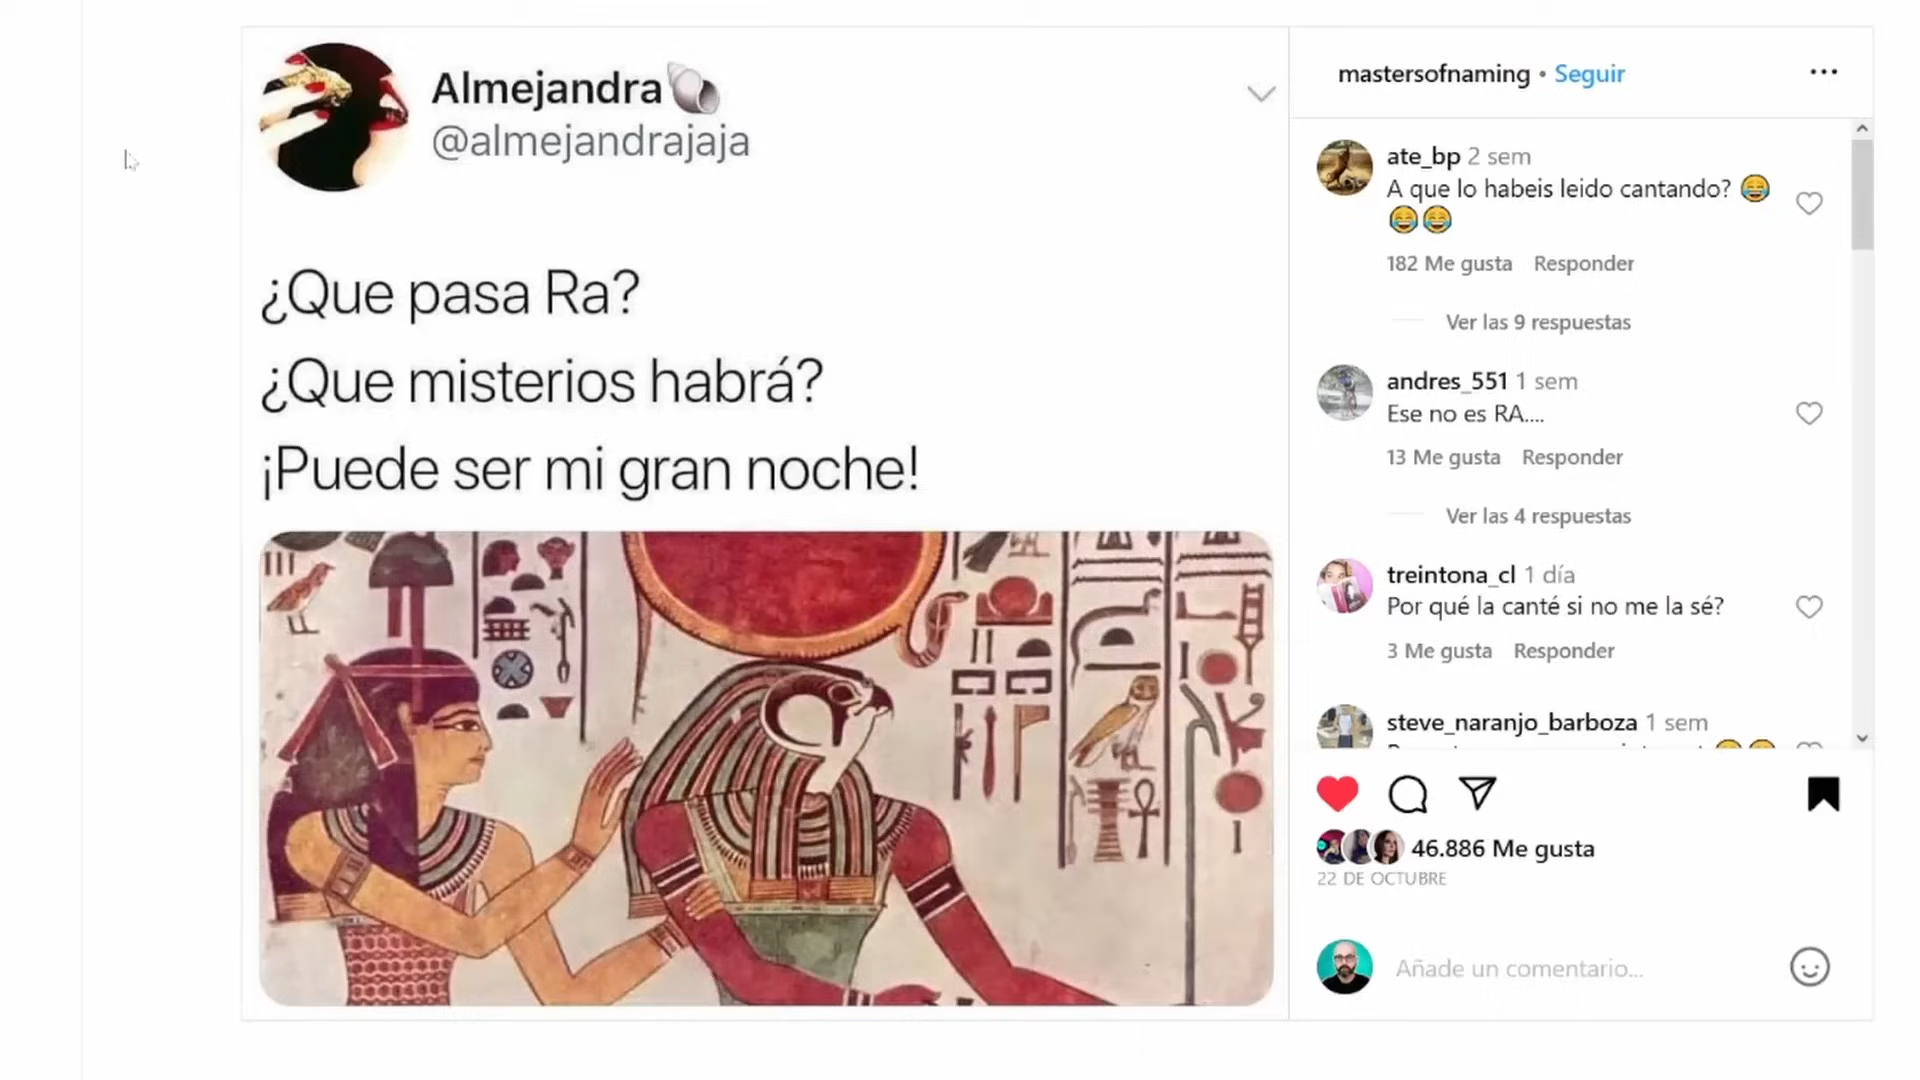 Almejandra
@almejandrajaja
¿Que pasa Ra?
¿Que misterios habrá?
¡Puede ser mi gran noche!
mastersofnaming • Seguir
ate_bp 2 sem
A que lo habeis leido cantando? 😂
😂😂
182 Me gusta Responder
Ver las 9 respuestas
andres_551 1 sem
Ese no es RA....
13 Me gusta Responder
Ver las 4 respuestas
treintona_cl 1 día
Por qué la canté si no me la sé?
3 Me gusta Responder
steve_naranjo_barboza 1 sem
46.886 Me gusta
22 DE OCTUBRE
Añade un comentario...